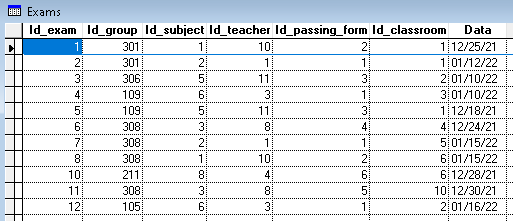 Exams
Id_exam Id_group Id_subject Id_teacher Id_passing_form Id_classroom Data
1 301 1 10 2 1 12/25/21
2 301 2 1 1 1 01/12/22
3 306 5 11 3 2 01/10/22
4 109 6 3 1 3 01/10/22
5 109 5 11 3 1 12/18/21
6 308 3 8 4 4 12/24/21
7 308 2 1 1 5 01/15/22
8 308 1 10 2 6 01/15/22
10 211 8 4 6 6 12/28/21
11 308 3 8 5 10 12/30/21
12 105 6 3 1 2 01/16/22